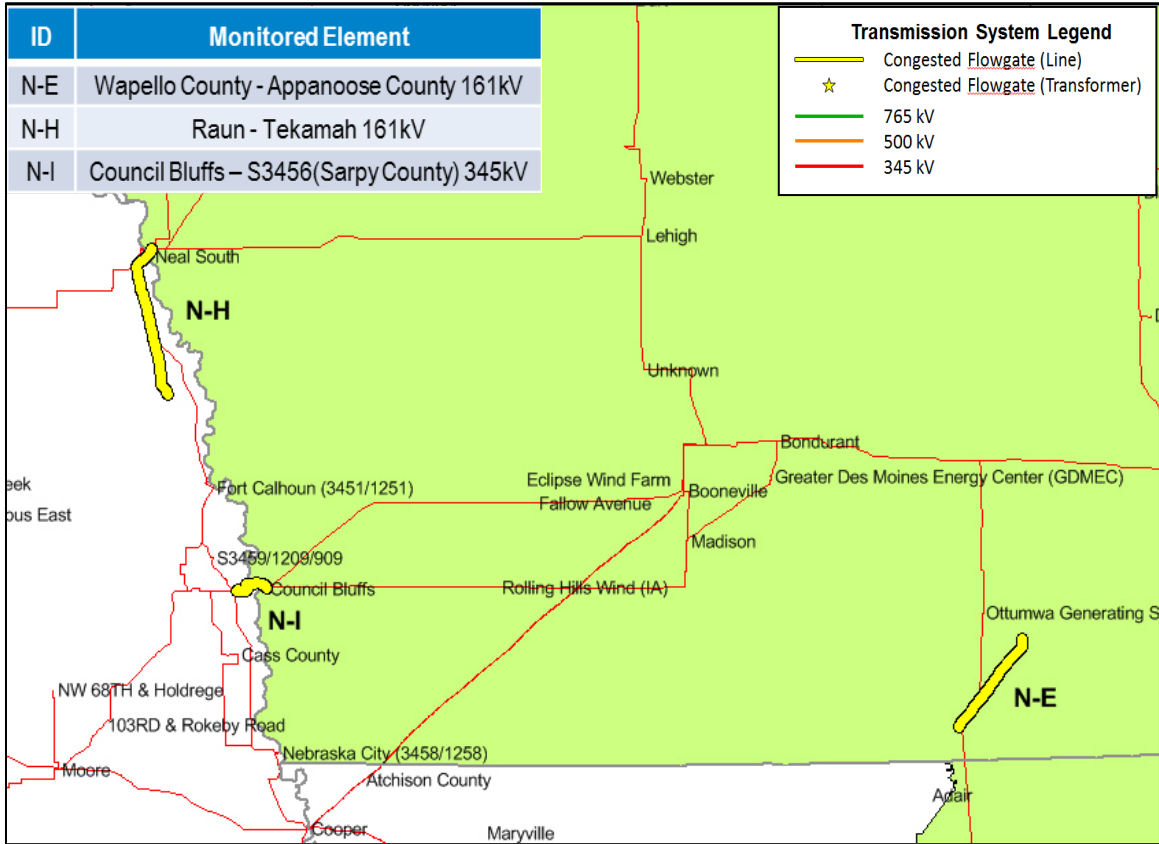 ID Monitored Element
N-E Wapello County - Appanoose County 161kV
N-H Raun - Tekamah 161kV
N-I Council Bluffs – S3456(Sarpy County) 345kV
Transmission System Legend
Congested Flowgate (Line)
Congested Flowgate (Transformer)
765 kV
500 kV
345 kV
Webster
Lehigh
Neal South
N-H
Unknown
Bondurant
Eclipse Wind Farm
Greater Des Moines Energy Center (GDMEC)
Fort Calhoun (3451/1251)
Booneville
Fallow Avenue
eek
ous East
Madison
S3459/1209/909
Council Bluffs
Rolling Hills Wind (IA)
N-I
Ottumwa Generating S
Cass County
NW 68TH & Holdrege
N-E
103RD & Rokeby Road
Nebraska City (3458/1258)
Moore
Atchison County
Adair
Cooper
Maryville